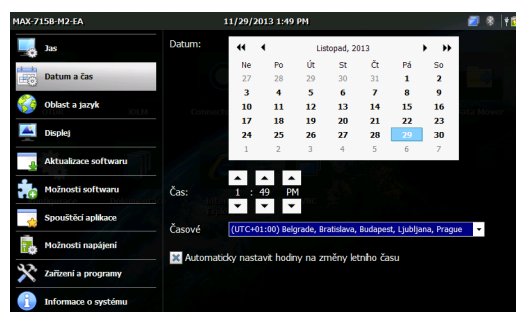 MAX-715B-M2-EA 11/29/2013 1:49 PM
Jas
Datum a čas
Oblast a jazyk
Displej
Aktualizace softwaru
Možnosti softwaru
Spouštěcí aplikace
Možnosti napájení
Zařízení a programy
Informace o systému
Datum:
Listopad, 2013
Ne Po Út St Čt Pá So
27 28 29 30 31 1 2
3 4 5 6 7 8 9
10 11 12 13 14 15 16
17 18 19 20 21 22 23
24 25 26 27 28 29 30
1 2 3 4 5 6 7
Čas: 1 : 49 PM
Časové (UTC+01:00) Belgrade, Bratislava, Budapest, Ljubljana, Prague
Automaticky nastavit hodiny na změny letního času